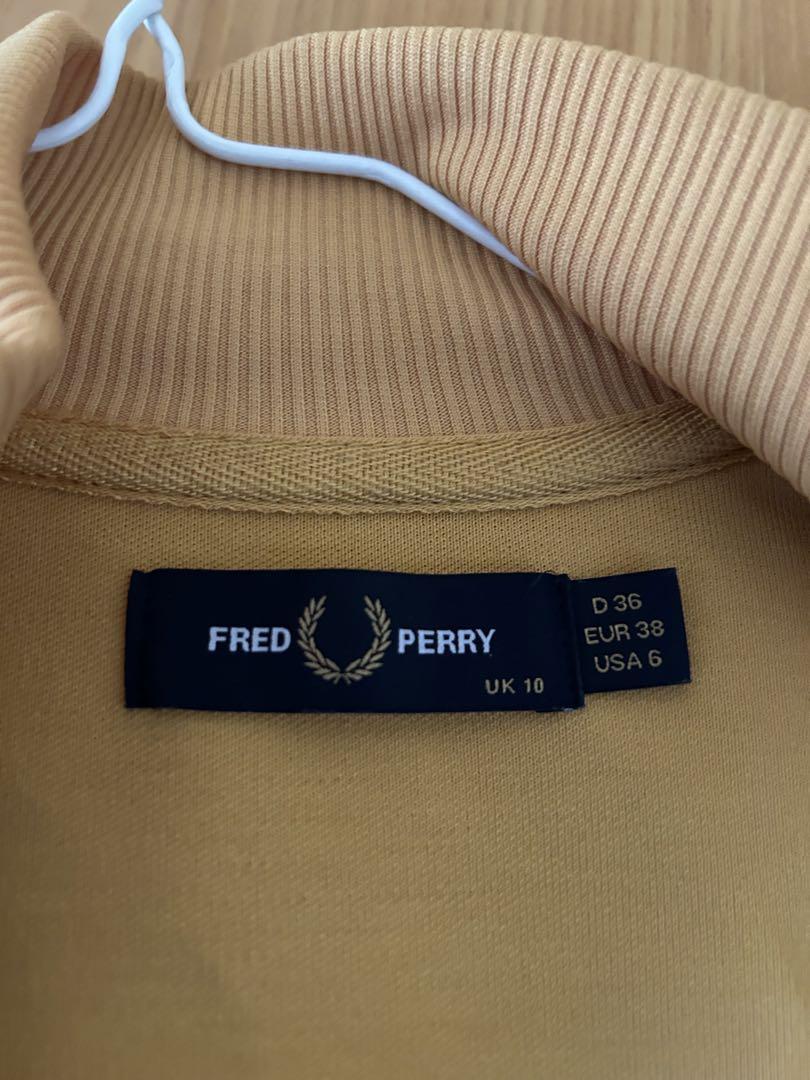 FRED PERRY
UK 10
D 36
EUR 38
USA 6